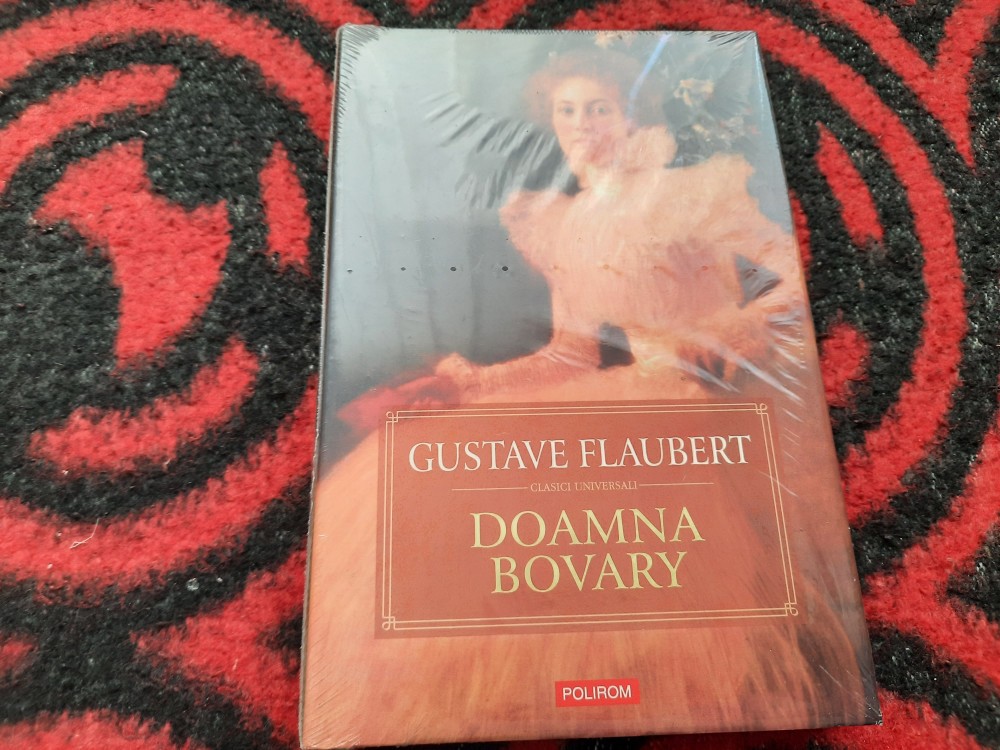 GUSTAVE FLAUBERT
CLASICI UNIVERSALI
DOAMNA
BOVARY
POLIROM